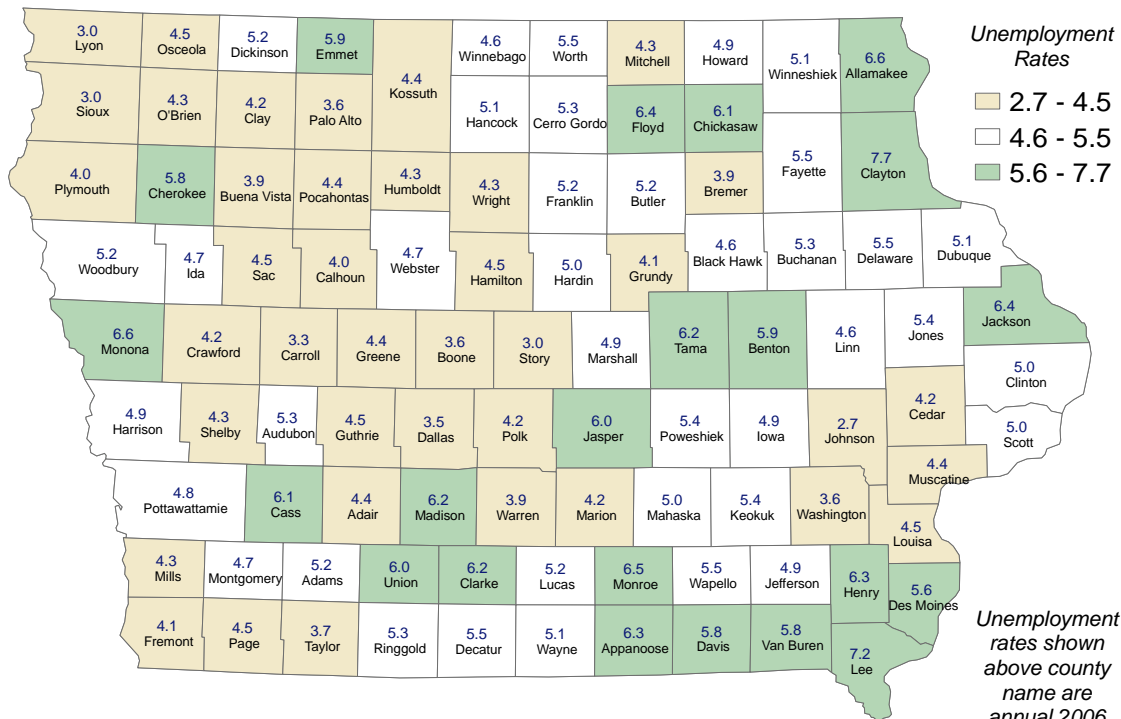 3.0
Lyon
4.5
Osceola
5.2
Dickinson
5.9
Emmet
4.4
Kossuth
4.6
Winnebago
5.5
Worth
4.3
Mitchell
4.9
Howard
5.1
Winneshiek
6.6
Allamakee
3.0
Sioux
4.3
O'Brien
4.2
Clay
3.6
Palo Alto
5.1
Hancock
5.3
Cerro Gordo
6.4
Floyd
6.1
Chickasaw
4.0
Plymouth
5.8
Cherokee
3.9
Buena Vista
4.4
Pocahontas
4.3
Humboldt
4.3
Wright
5.2
Franklin
5.2
Butler
3.9
Bremer
5.5
Fayette
7.7
Clayton
5.2
Woodbury
4.7
Ida
4.5
Sac
4.0
Calhoun
4.7
Webster
4.5
Hamilton
5.0
Hardin
4.1
Grundy
4.6
Black Hawk
5.3
Buchanan
5.5
Delaware
5.1
Dubuque
6.6
Monona
4.2
Crawford
3.3
Carroll
4.4
Greene
3.6
Boone
3.0
Story
4.9
Marshall
6.2
Tama
5.9
Benton
4.6
Linn
5.4
Jones
6.4
Jackson
5.0
Clinton
4.9
Harrison
4.3
Shelby
5.3
Audubon
4.5
Guthrie
3.5
Dallas
4.2
Polk
6.0
Jasper
5.4
Poweshiek
4.9
Iowa
2.7
Johnson
4.2
Cedar
5.0
Scott
4.4
Muscatine
4.8
Pottawattamie
6.1
Cass
4.4
Adair
6.2
Madison
3.9
Warren
4.2
Marion
5.0
Mahaska
5.4
Keokuk
3.6
Washington
4.5
Louisa
4.3
Mills
4.7
Montgomery
5.2
Adams
6.0
Union
6.2
Clarke
5.2
Lucas
6.5
Monroe
5.5
Wapello
4.9
Jefferson
6.3
Henry
5.6
Des Moines
4.1
Fremont
4.5
Page
3.7
Taylor
5.3
Ringgold
5.5
Decatur
5.1
Wayne
6.3
Appanoose
5.8
Davis
5.8
Van Buren
7.2
Lee
Unemployment
Rates
2.7 - 4.5
4.6 - 5.5
5.6 - 7.7
Unemployment
rates shown
above county
name are
annual 2006